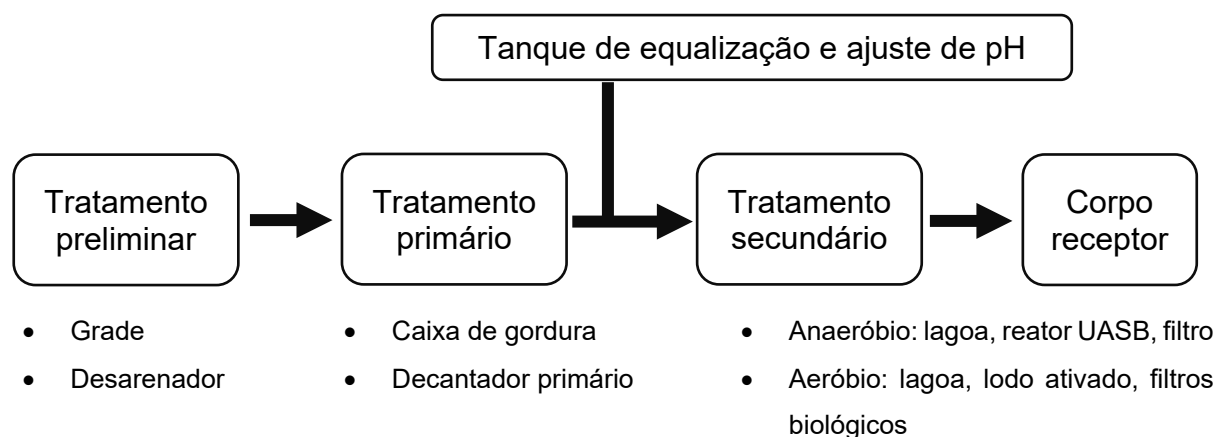 Tanque de equalização e ajuste de pH
Tratamento
preliminar
Tratamento
primário
Tratamento
secundário
Corpo
receptor
• Grade
• Desarenador
• Caixa de gordura
• Decantador primário
• Anaeróbio: lagoa, reator UASB, filtro
• Aeróbio: lagoa, lodo ativado, filtros
biológicos